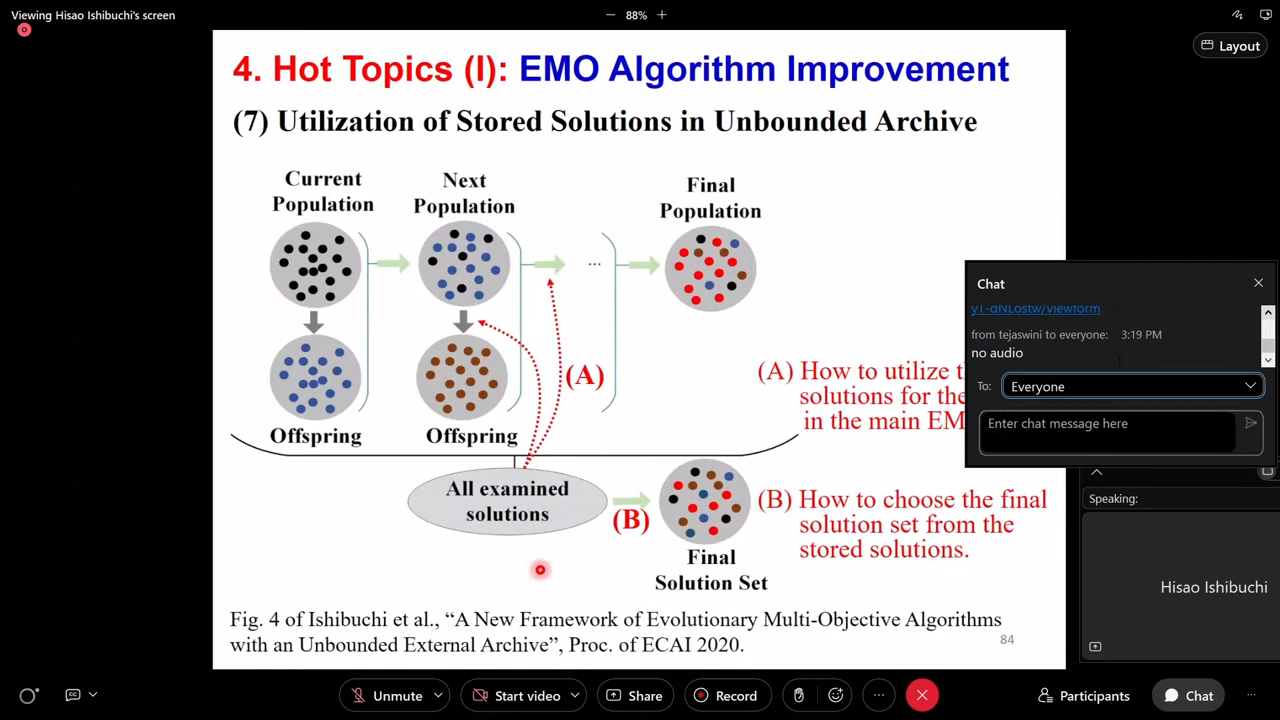 Viewing Hisao Ishibuchi's screen
88%
Layout
4. Hot Topics (I): EMO Algorithm Improvement
(7) Utilization of Stored Solutions in Unbounded Archive
Current
Population
Next
Population
Final
Population
...
(A)
Offspring
Offspring
All examined
solutions
(B)
Final
Solution Set
(A) How to utilize t
solutions for the
in the main EM
(B) How to choose the final
solution set from the
stored solutions.
Fig. 4 of Ishibuchi et al., “A New Framework of Evolutionary Multi-Objective Algorithms
with an Unbounded External Archive”, Proc. of ECAI 2020.
84
Chat
yT-dNLostw/viewform
from tejaswini to everyone: 3:19 PM
no audio
To: Everyone
Enter chat message here
Speaking:
Hisao Ishibuchi
CC
Unmute
Start video
Share
Record
Participants
Chat